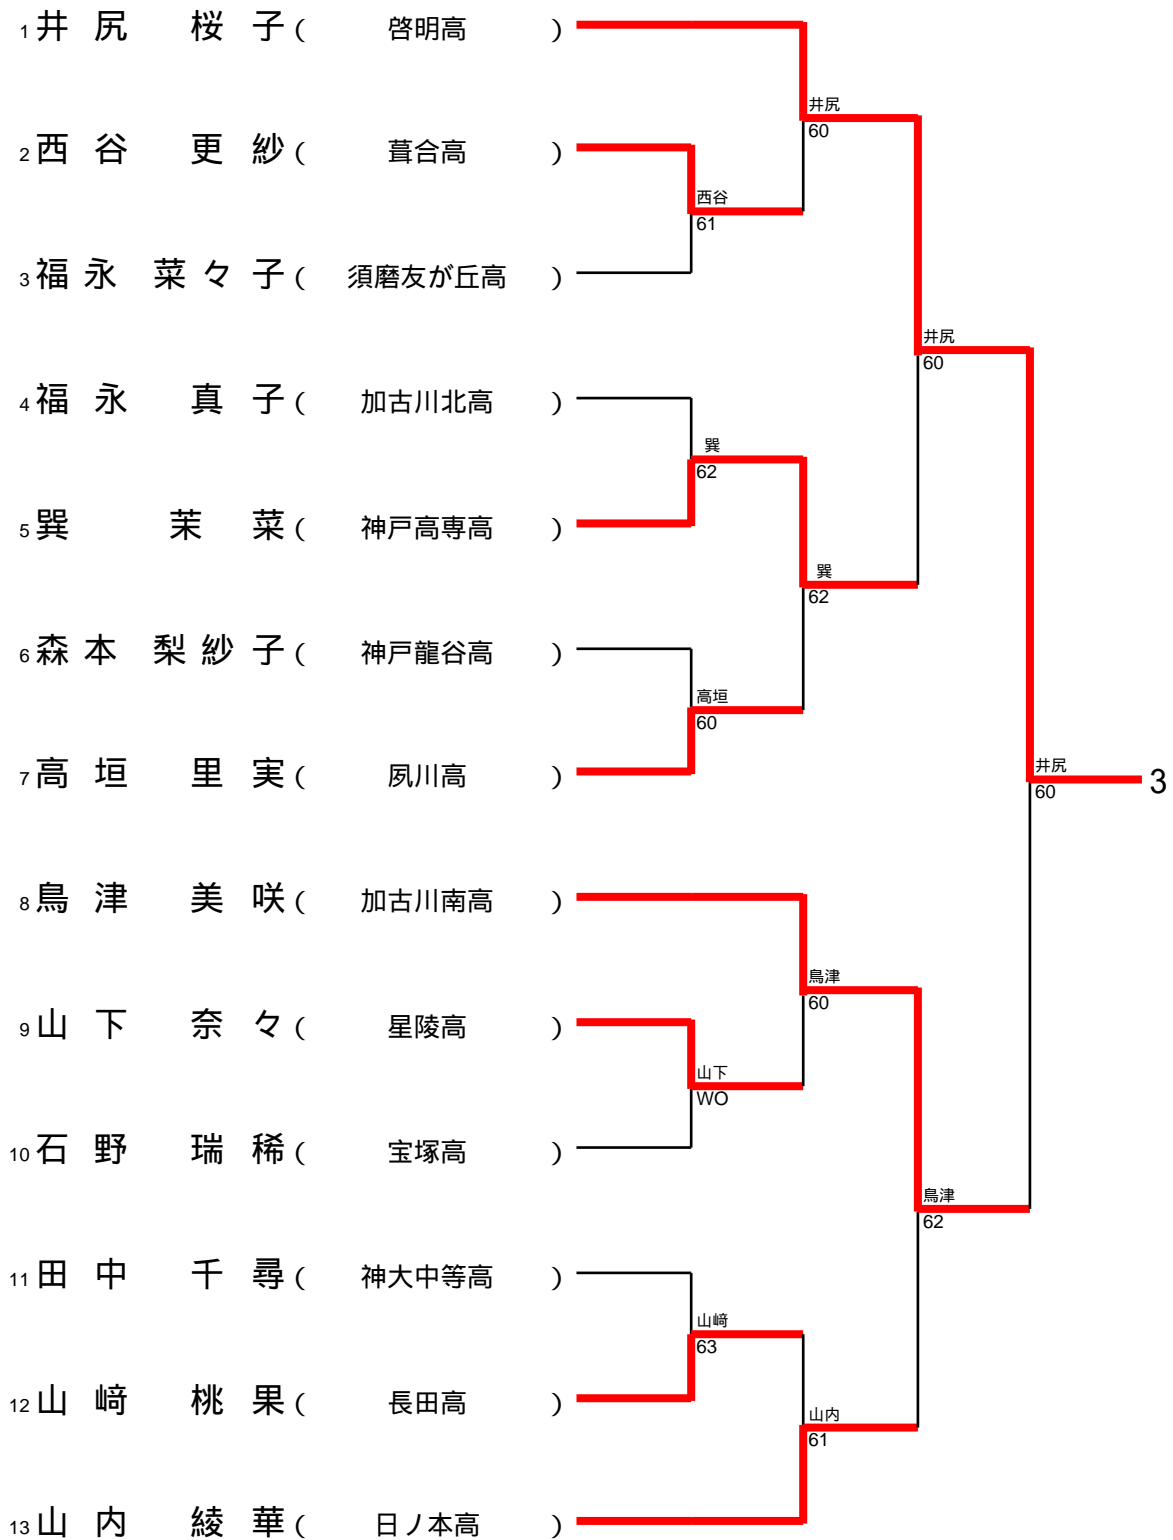 1 井尻 桜子 ( 啓明高 )
井尻
60
2 西谷 更紗 ( 葺合高 )
西谷
61
3 福永 菜々子 ( 須磨友が丘高 )
井尻
60
4 福永 真子 ( 加古川北高 )
巽
62
5 巽 茉菜 ( 神戸高専高 )
巽
62
6 森本 梨紗子 ( 神戸龍谷高 )
高垣
60
7 高垣 里実 ( 夙川高 )
井尻
60
3
8 鳥津 美咲 ( 加古川南高 )
鳥津
60
9 山下 奈々 ( 星陵高 )
山下
WO
10 石野 瑞稀 ( 宝塚高 )
鳥津
62
11 田中 千尋 ( 神大中等高 )
山﨑
63
12 山﨑 桃果 ( 長田高 )
山内
61
13 山内 綾華 ( 日ノ本高 )